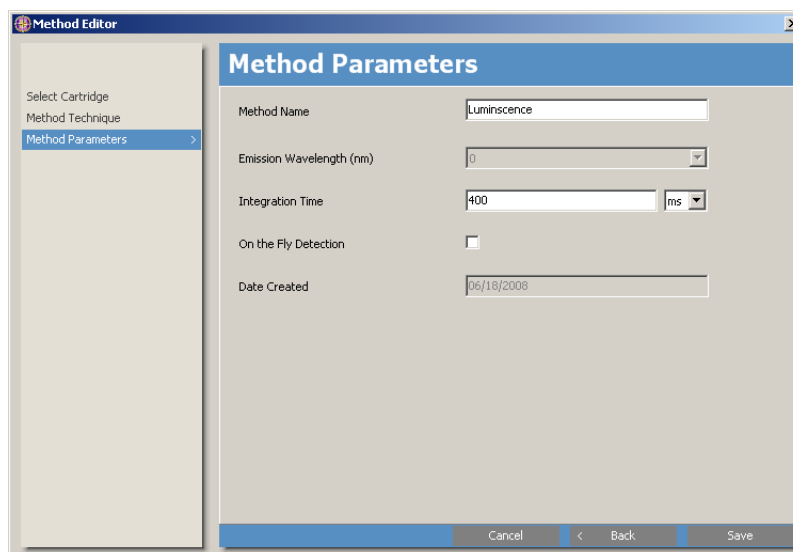 Method Editor
Select Cartridge
Method Technique
Method Parameters >
Method Parameters
Method Name Luminscence
Emission Wavelength (nm) 0
Integration Time 400 ms
On the Fly Detection
Date Created 06/18/2008
Cancel < Back Save